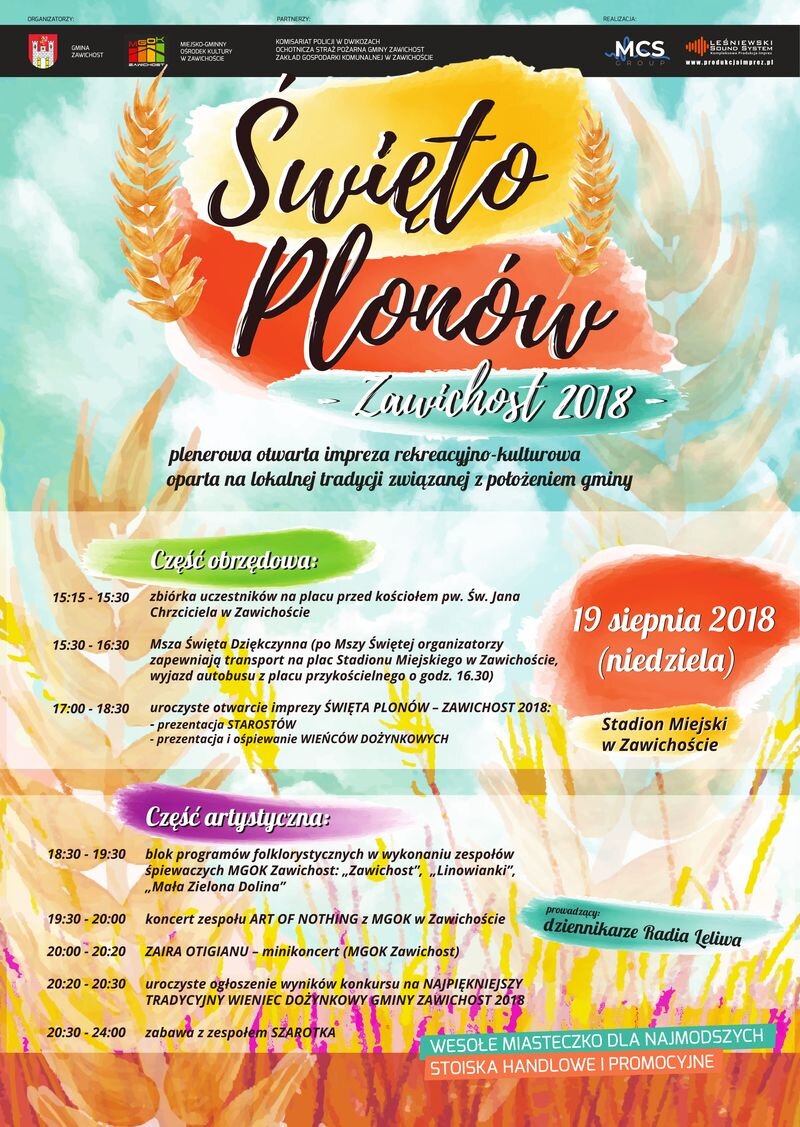 ORGANIZATORZY:
PARTNERZY:
REALIZACJA:
GMINA
ZAWICHOST
MGOK
ZAWICHOST
MIEJSKO-GMINNY
OŚRODEK KULTURY
W ZAWICHOŚCIE
KOMISARIAT POLICJI W DWIKOZACH
OCHOTNICZA STRAŻ POŻARNA GMINY ZAWICHOST
ZAKŁAD GOSPODARKI KOMUNALNEJ W ZAWICHOŚCIE
MCS
GROUP
LEŚNIEWSKI
SOUND SYSTEM
Kompleksowa Produkcja Imprez
www.produkcjaimprez.pl
Święto
Plonów
- Zawichost 2018 -
plenerowa otwarta impreza rekreacyjno-kulturowa
oparta na lokalnej tradycji związanej z położeniem gminy
Część obrzędowa:
15:15 - 15:30 zbiórka uczestników na placu przed kościołem pw. Św. Jana
Chrzciciela w Zawichoście
15:30 - 16:30 Msza Święta Dziękczynna (po Mszy Świętej organizatorzy
zapewniają transport na plac Stadionu Miejskiego w Zawichoście,
wyjazd autobusu z placu przykościelnego o godz. 16.30)
17:00 - 18:30 uroczyste otwarcie imprezy ŚWIĘTA PLONÓW – ZAWICHOST 2018:
- prezentacja STAROSTÓW
- prezentacja i ośpiewanie WIEŃCÓW DOŻYNKOWYCH
19 siepnia 2018
(niedziela)
Stadion Miejski
w Zawichoście
Część artystyczna:
18:30 - 19:30 blok programów folklorystycznych w wykonaniu zespołów
śpiewaczych MGOK Zawichost: „Zawichost”, „Linowianki”,
„Mała Zielona Dolina”
19:30 - 20:00 koncert zespołu ART OF NOTHING z MGOK w Zawichoście
20:00 - 20:20 ZAIRA OTIGIANU – minikoncert (MGOK Zawichost)
20:20 - 20:30 uroczyste ogłoszenie wyników konkursu na NAJPIĘKNIEJSZY
TRADYCYJNY WIENIEC DOŻYNKOWY GMINY ZAWICHOST 2018
20:30 - 24:00 zabawa z zespołem SZAROTKA
prowadzący:
dziennikarze Radia Leliwa
WESOŁE MIASTECZKO DLA NAJMODSZYCH
STOISKA HANDLOWE I PROMOCYJNE